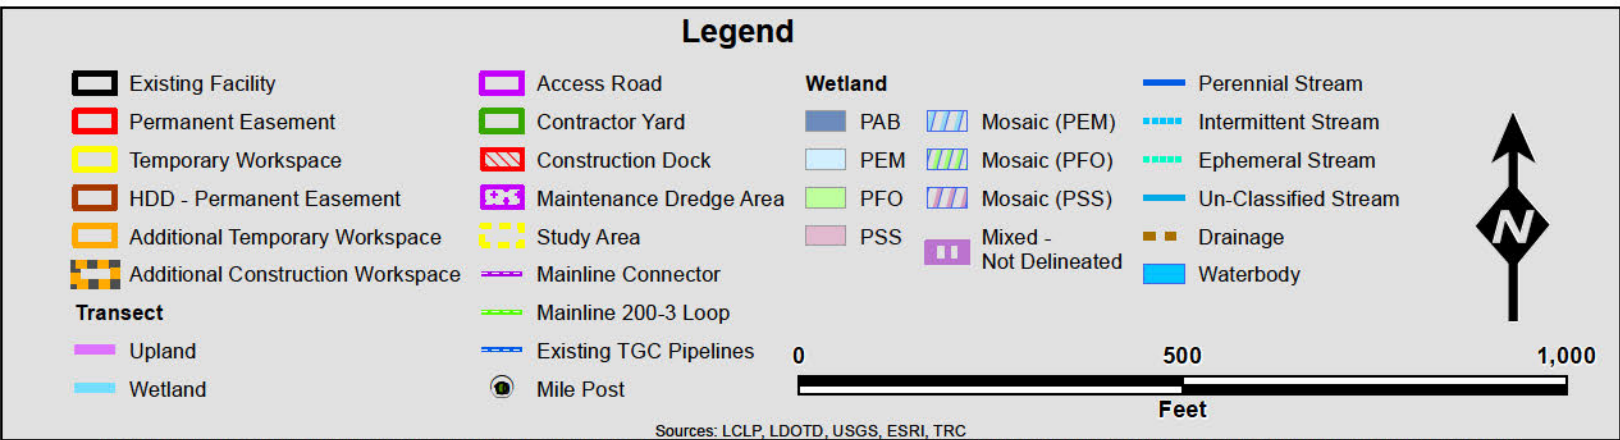 Legend
Existing Facility
Permanent Easement
Temporary Workspace
HDD - Permanent Easement
Additional Temporary Workspace
Additional Construction Workspace
Transect
Upland
Wetland
Access Road
Contractor Yard
Construction Dock
Maintenance Dredge Area
Study Area
Mainline Connector
Mainline 200-3 Loop
Existing TGC Pipelines
Mile Post
Wetland
PAB
PEM
PFO
PSS
Mosaic (PEM)
Mosaic (PFO)
Mosaic (PSS)
Mixed -
Not Delineated
Perennial Stream
Intermittent Stream
Ephemeral Stream
Un-Classified Stream
Drainage
Waterbody
N
0 500 1,000
Feet
Sources: LCLP, LDOTD, USGS, ESRI, TRC